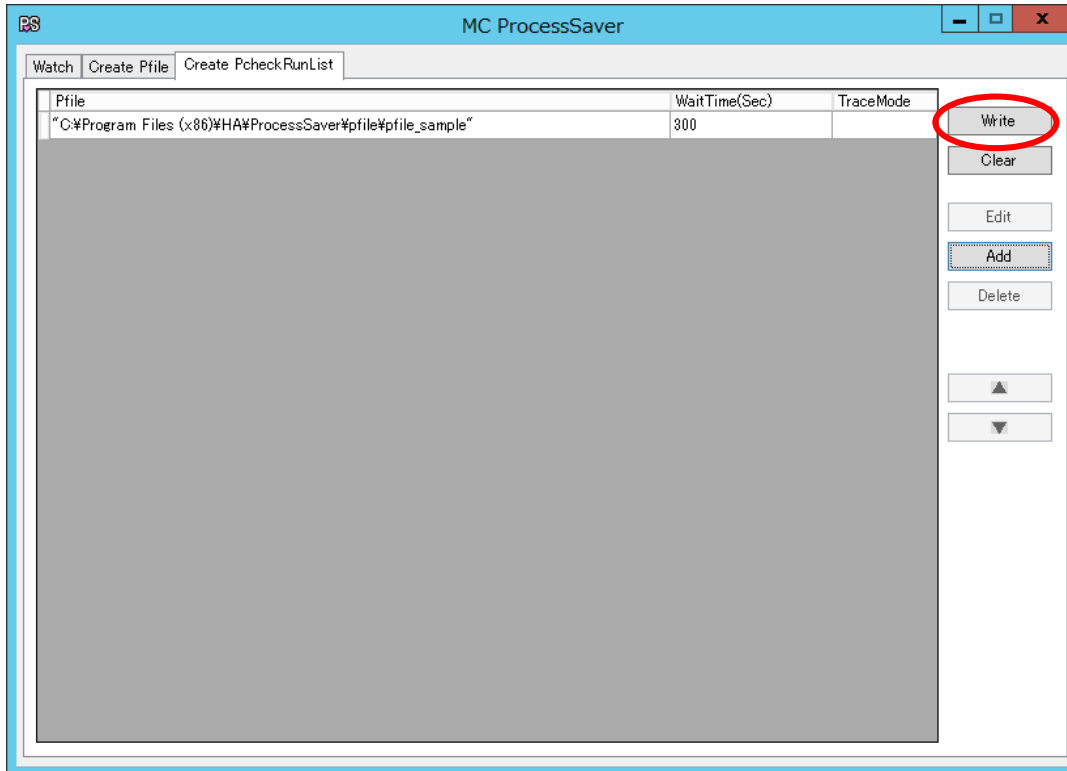 PS
MC ProcessSaver
x
Watch
Create Pfile
Create PcheckRunList
Pfile WaitTime(Sec) TraceMode
"C:¥Program Files (x86)¥HA¥ProcessSaver¥pfile¥pfile_sample" 300
Write
Clear
Edit
Add
Delete
▲
▼